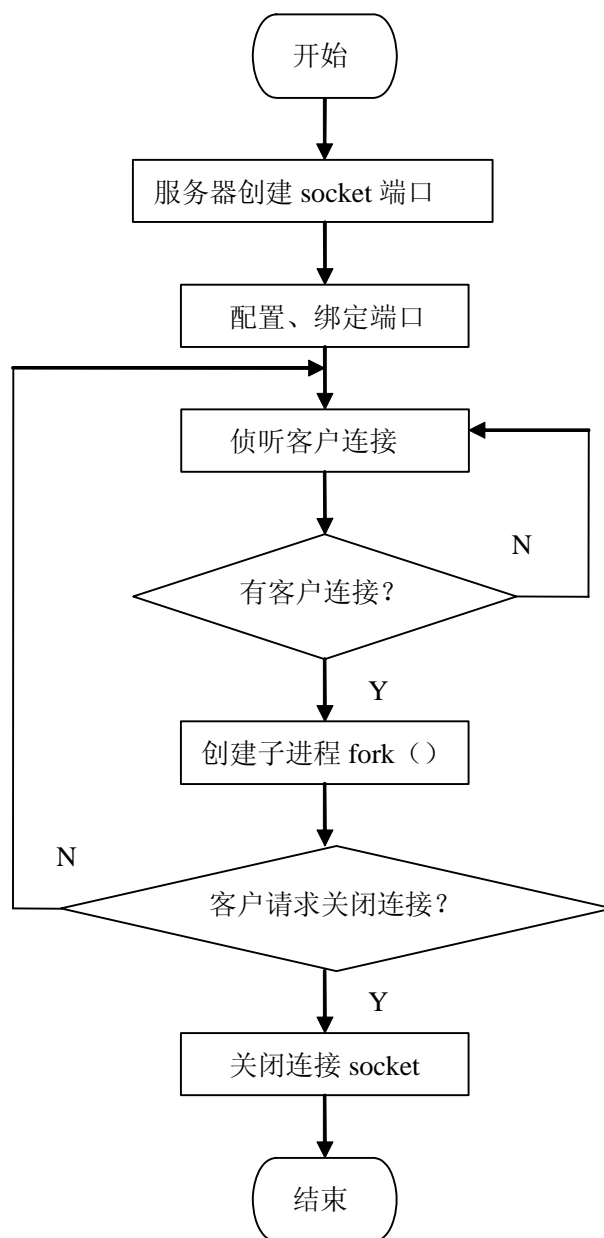 开始
服务器创建 socket 端口
配置、绑定端口
侦听客户连接
N
有客户连接？
Y
创建子进程 fork（）
N
客户请求关闭连接？
Y
关闭连接 socket
结束